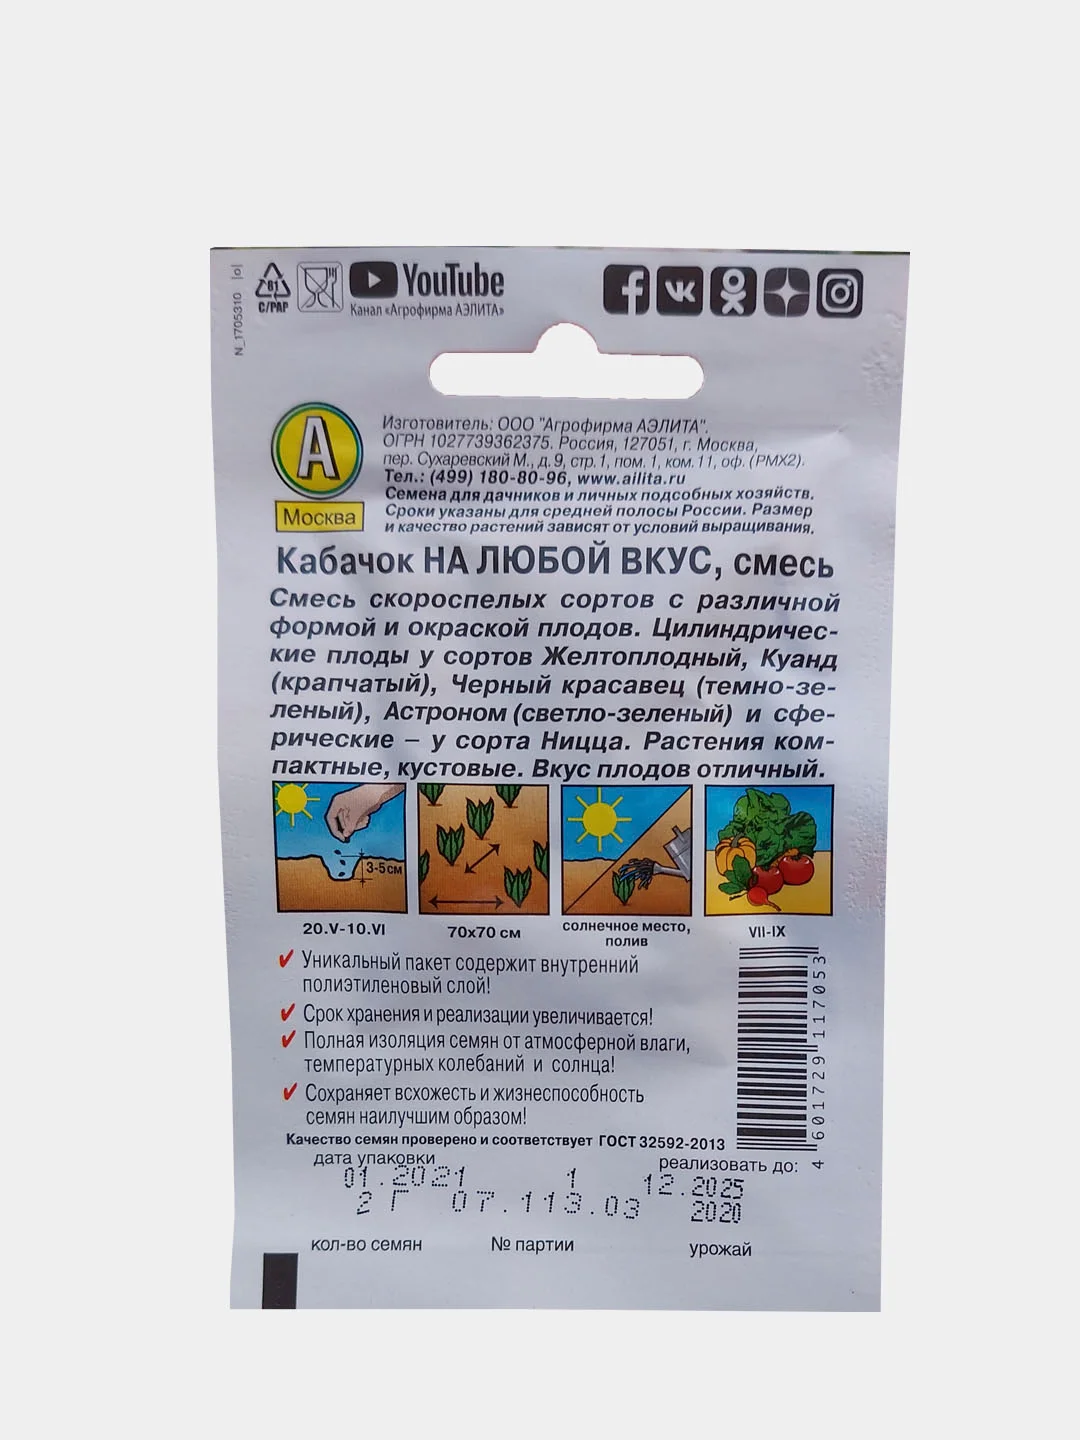 N_1705310 |o|
81
C/PAP
YouTube
Канал «Агрофирма АЭЛИТА»
А
Москва
Изготовитель: ООО "Агрофирма АЭЛИТА".
ОГРН 1027739362375. Россия, 127051, г. Москва,
пер. Сухаревский М., д. 9, стр. 1, пом. 1, ком. 11, оф. (РМХ2).
Тел.: (499) 180-80-96, www.ailita.ru
Семена для дачников и личных подсобных хозяйств.
Сроки указаны для средней полосы России. Размер
и качество растений зависят от условий выращивания.
Кабачок НА ЛЮБОЙ ВКУС, смесь
Смесь скороспелых сортов с различной
формой и окраской плодов. Цилиндричес-
кие плоды у сортов Желтоплодный, Куанд
(крапчатый), Черный красавец (темно-зе-
леный), Астроном (светло-зеленый) и сфе-
рические – у сорта Ницца. Растения ком-
пактные, кустовые. Вкус плодов отличный.
3-5см
20.V-10.VI
70x70 см
солнечное место,
полив
VII-IX
Уникальный пакет содержит внутренний
полиэтиленовый слой!
Срок хранения и реализации увеличивается!
Полная изоляция семян от атмосферной влаги,
температурных колебаний и солнца!
Сохраняет всхожесть и жизнеспособность
семян наилучшим образом!
4 601729 117053
Качество семян проверено и соответствует ГОСТ 32592-2013
дата упаковки
реализовать до:
01.2021 1 12.2025
2 Г 07.113.03 2020
кол-во семян
№ партии
урожай